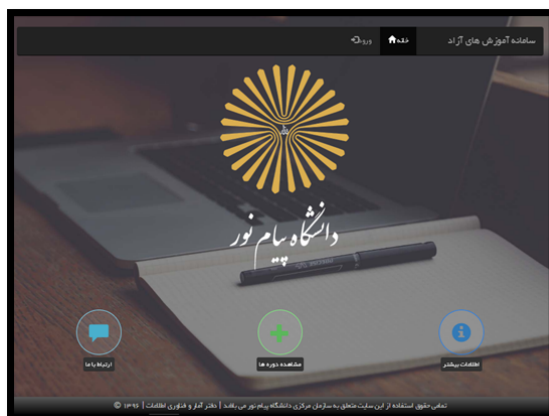 سامانه آموزش های آزاد
خانه
ورود
دانشگاه پیام نور
اطلاعات بیشتر
مشاهده دوره ها
ارتباط با ما
تمامی حقوق استفاده از این سایت متعلق به سازمان مرکزی دانشگاه پیام نور می باشد | دفتر آمار و فناوری اطلاعات | ۱۳۹۶ ©